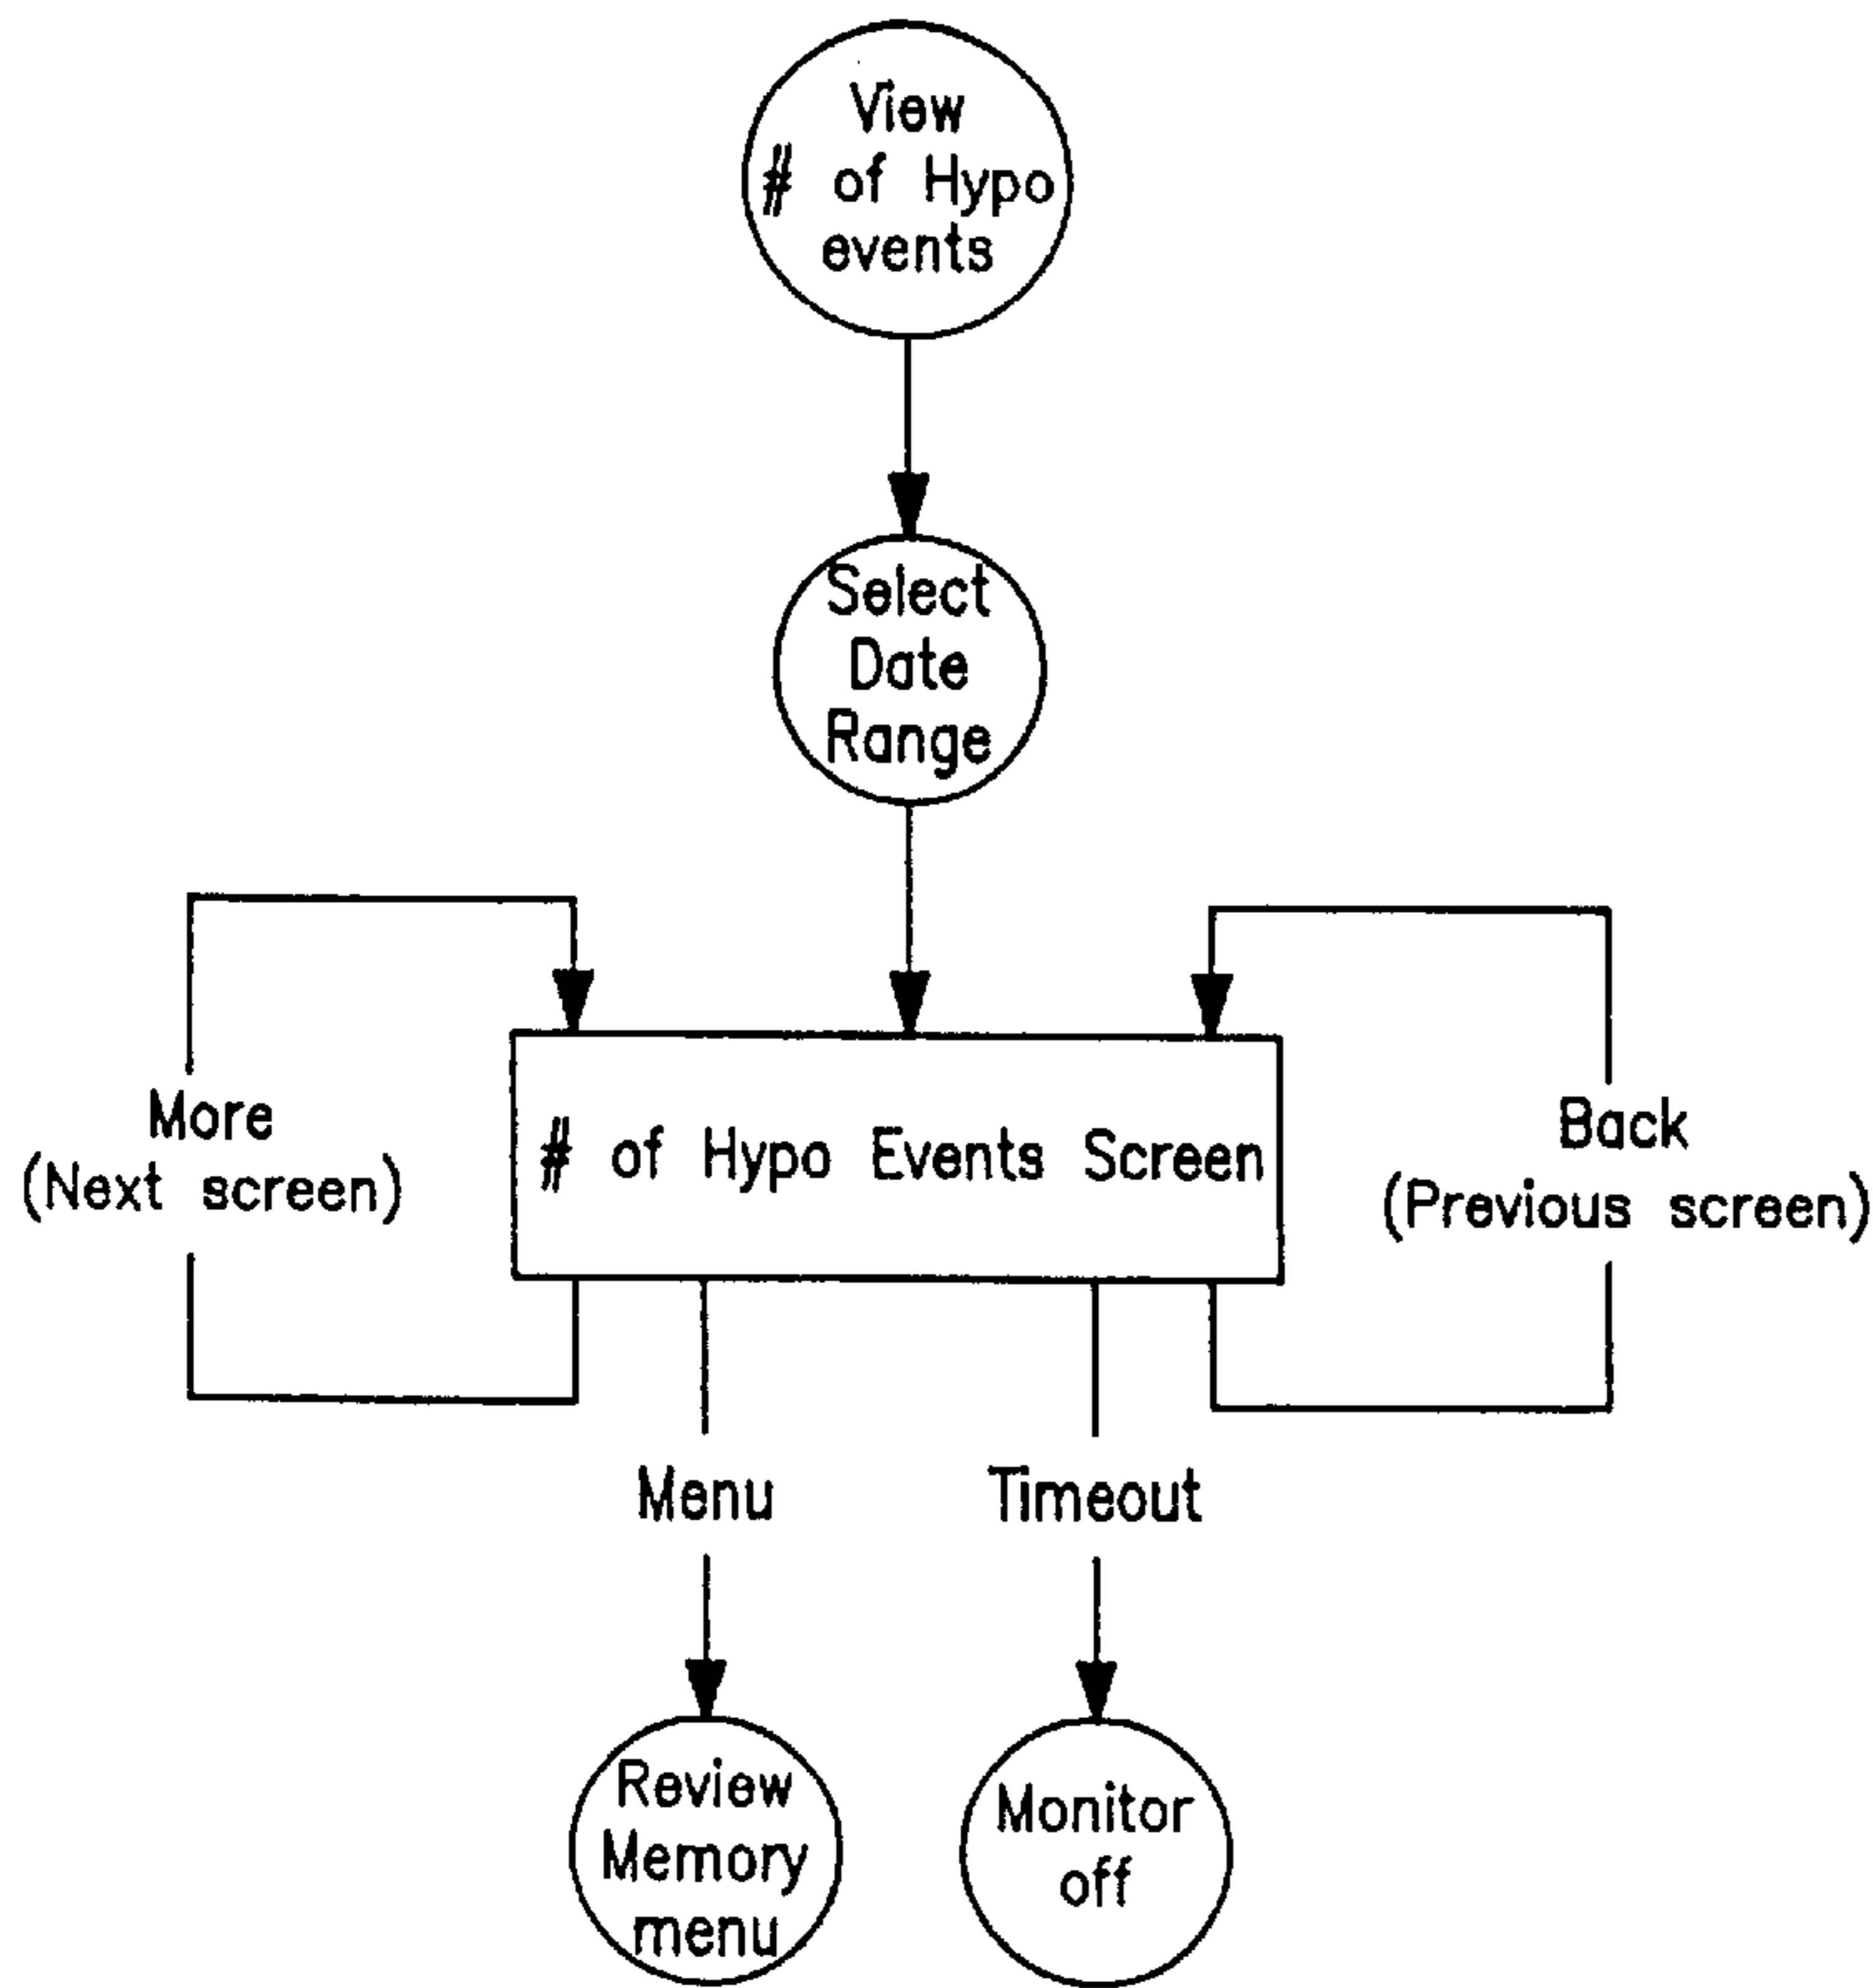 View
# of Hypo
events
Select
Date
Range
# of Hypo Events Screen
More
(Next screen)
Back
(Previous screen)
Menu
Timeout
Review
Memory
menu
Monitor
off